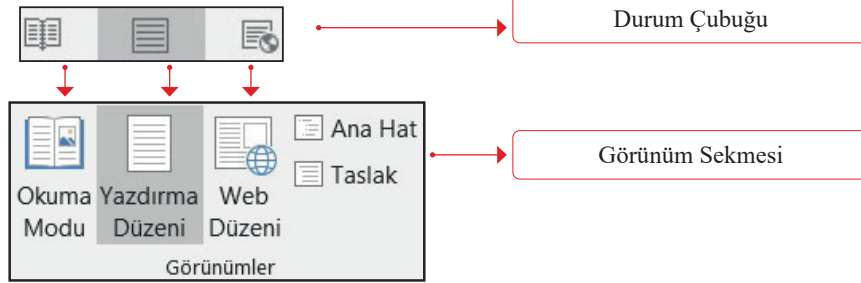 Durum Çubuğu
Ana Hat
Taslak
Okuma Modu
Yazdırma Düzeni
Web Düzeni
Görünümler
Görünüm Sekmesi